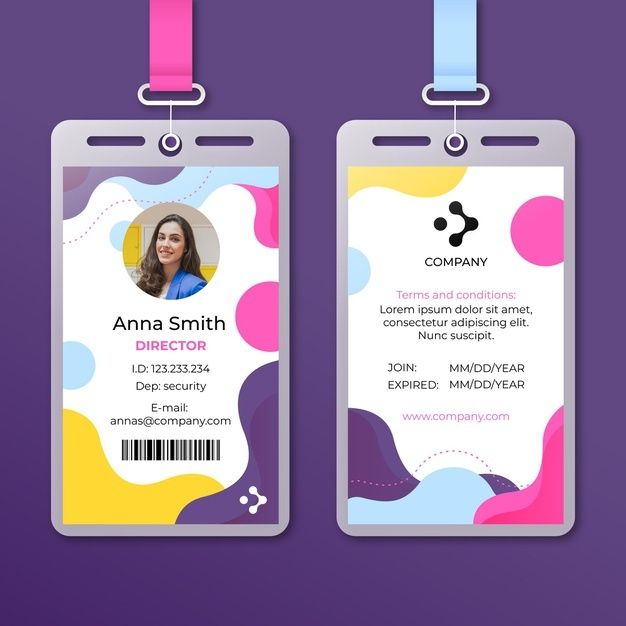 Anna Smith
DIRECTOR
I.D: 123.233.234
Dep: security
E-mail:
annas@company.com
COMPANY
Terms and conditions:
Lorem ipsum dolor sit amet,
consectetuer adipiscing elit.
Nunc suscipit.
JOIN: MM/DD/YEAR
EXPIRED: MM/DD/YEAR
www.company.com